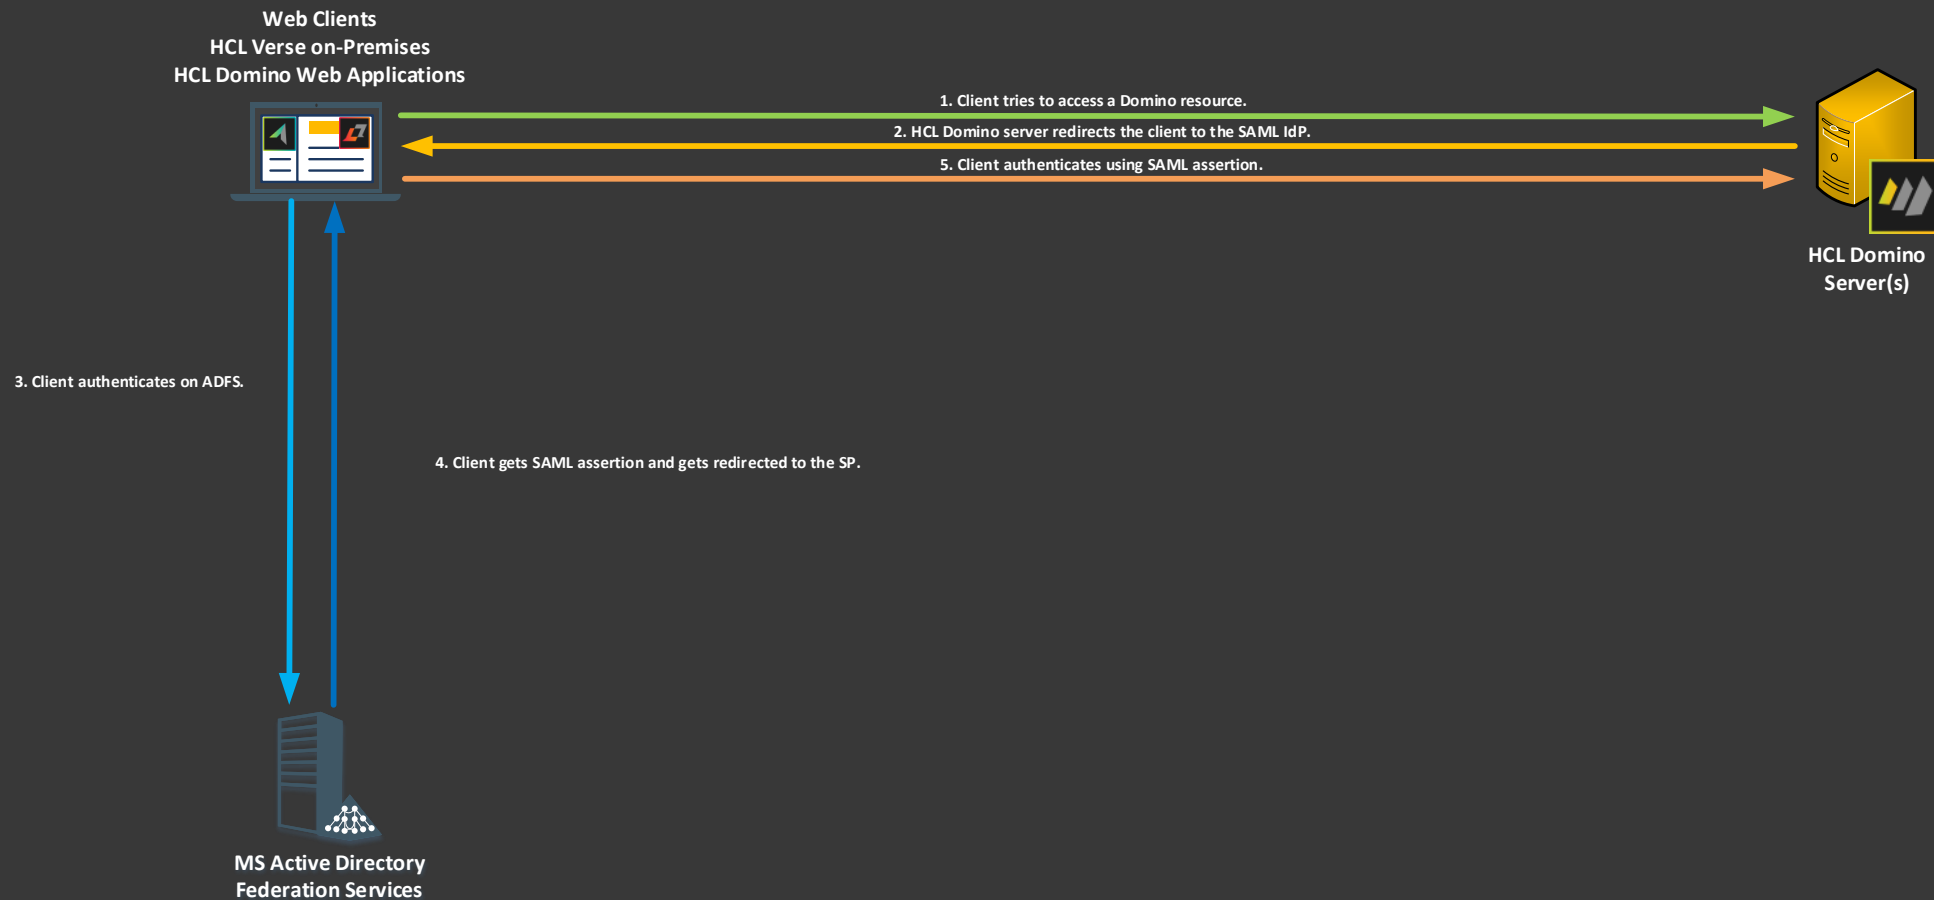 Web Clients
HCL Verse on-Premises
HCL Domino Web Applications
1. Client tries to access a Domino resource.
2. HCL Domino server redirects the client to the SAML IdP.
5. Client authenticates using SAML assertion.
HCL Domino
Server(s)
3. Client authenticates on ADFS.
4. Client gets SAML assertion and gets redirected to the SP.
MS Active Directory
Federation Services